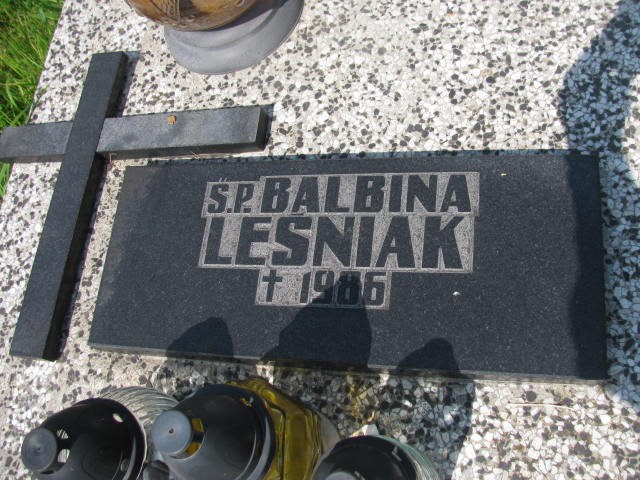 Ś.P. BALBINA
LEŚNIAK
✝ 1986